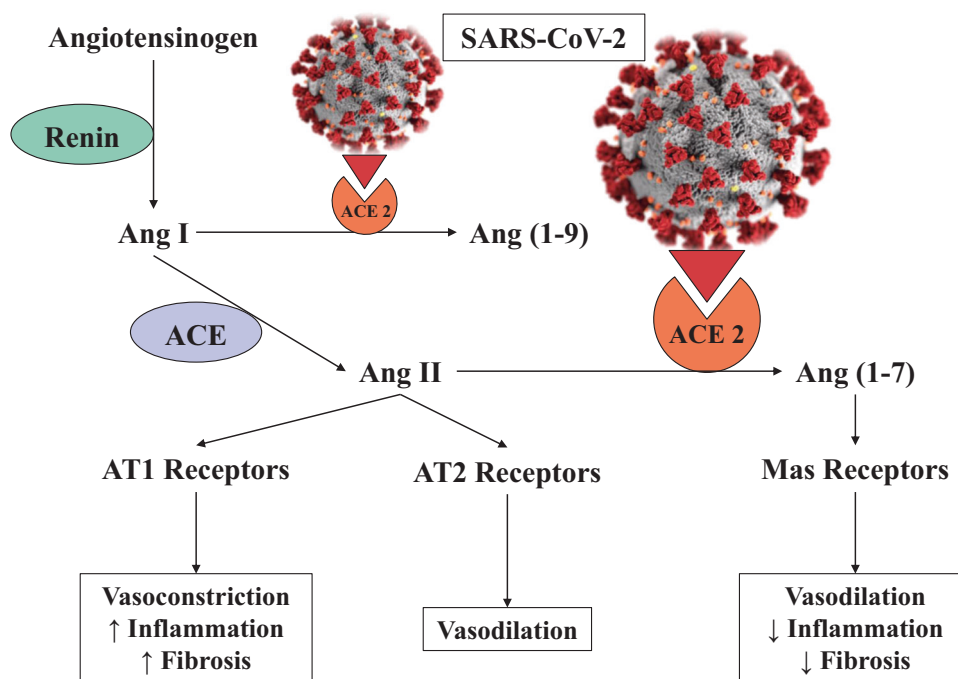 Angiotensinogen
SARS-CoV-2
Renin
ACE 2
Ang I
Ang (1-9)
ACE
ACE 2
Ang II
Ang (1-7)
AT1 Receptors
AT2 Receptors
Mas Receptors
Vasoconstriction
↑ Inflammation
↑ Fibrosis
Vasodilation
Vasodilation
↓ Inflammation
↓ Fibrosis